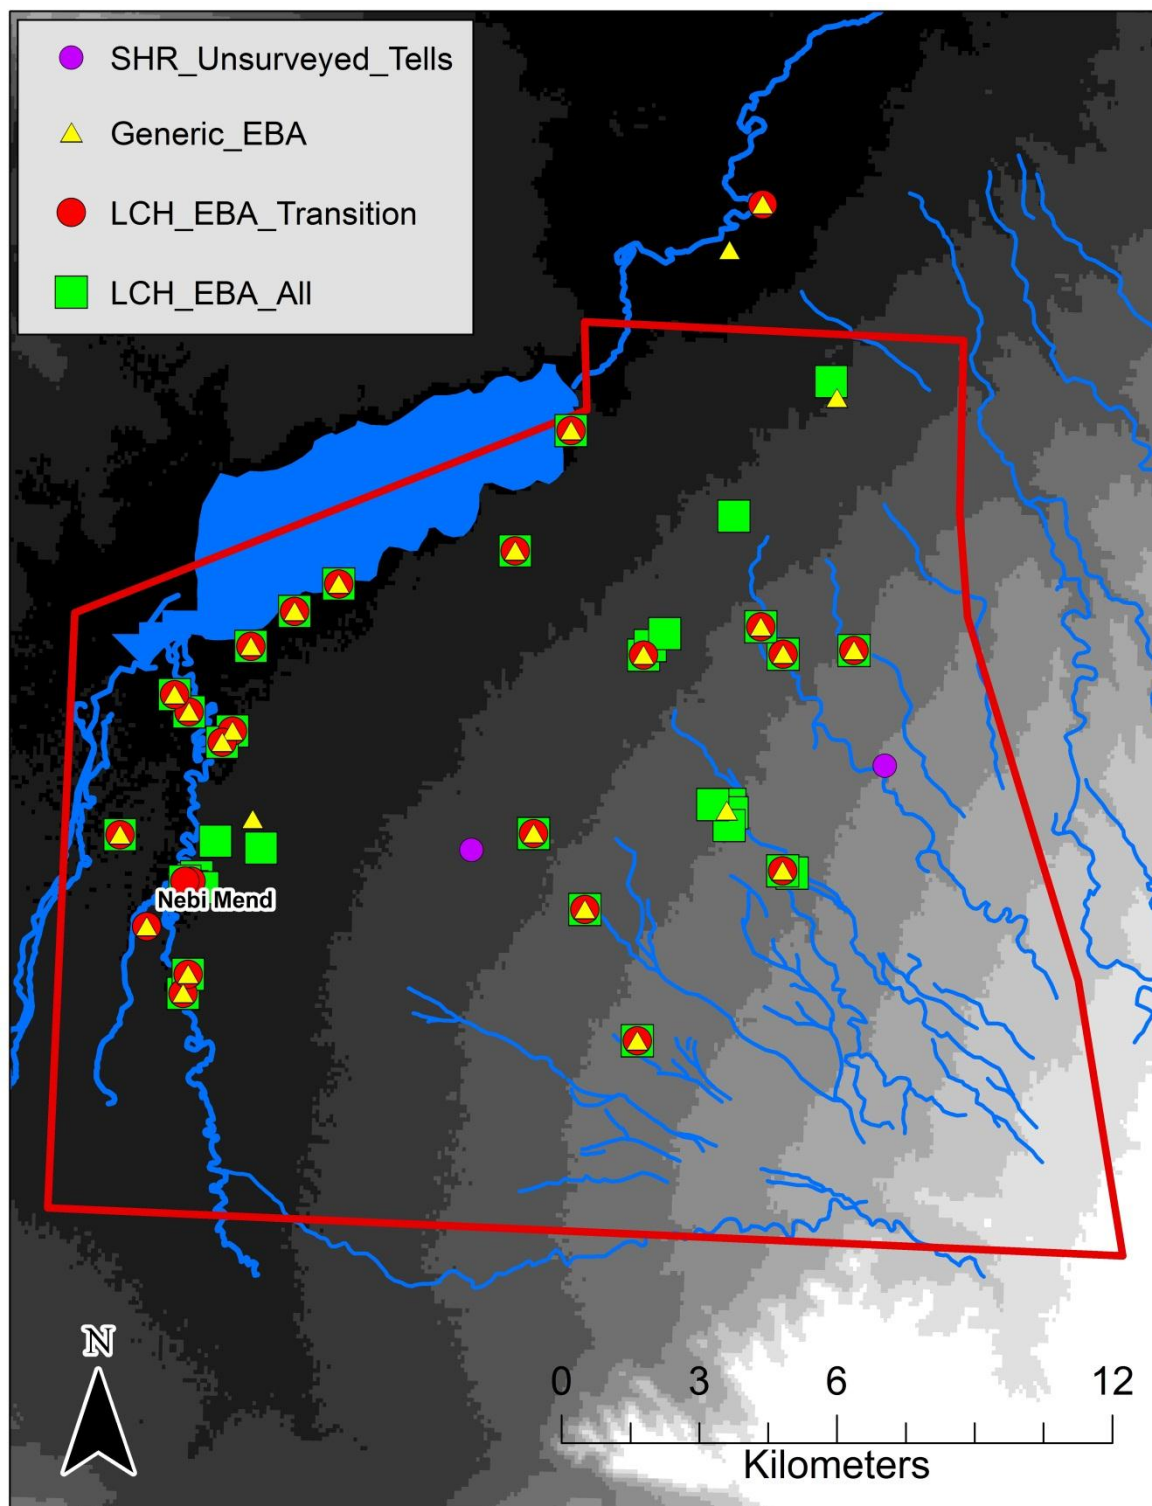 SHR_Unsurveyed_Tells
Generic_EBA
LCH_EBA_Transition
LCH_EBA_All
Nebi Mend
N
0 3 6 12
Kilometers